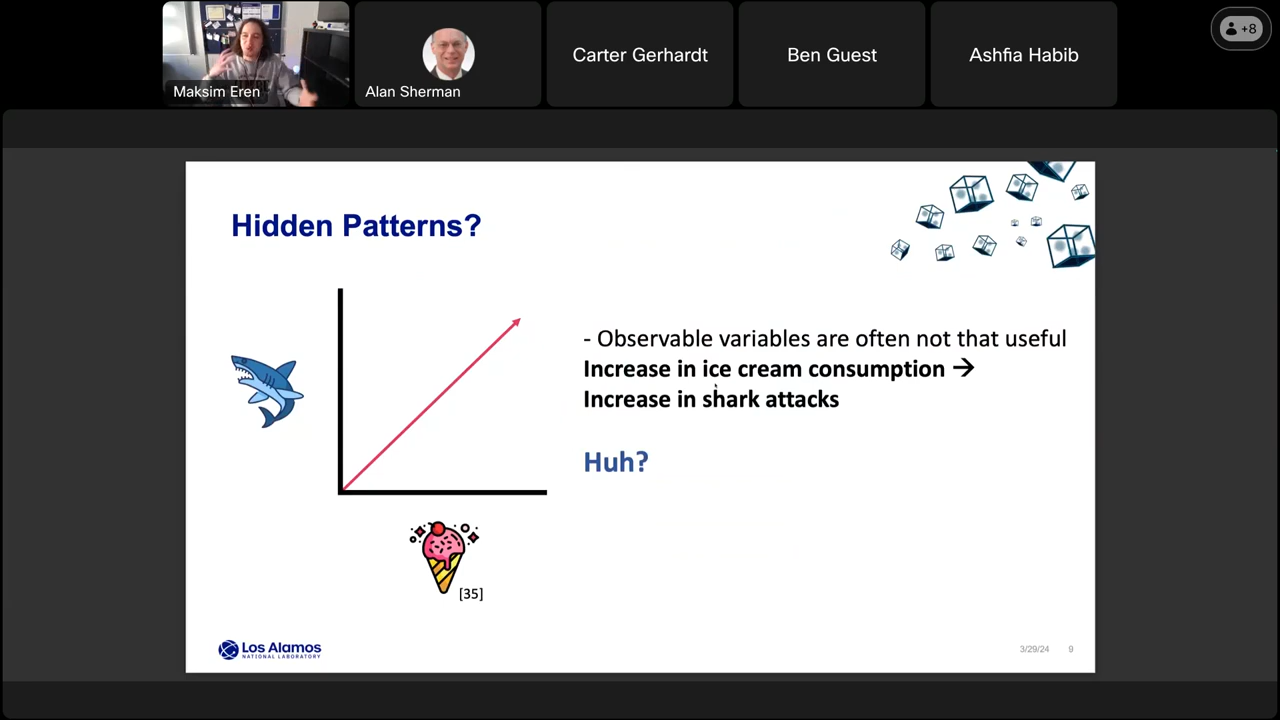 Maksim Eren
Alan Sherman
Carter Gerhardt
Ben Guest
Ashfia Habib
+8
Hidden Patterns?
- Observable variables are often not that useful
Increase in ice cream consumption →
Increase in shark attacks
Huh?
[35]
Los Alamos
NATIONAL LABORATORY
3/29/24
9